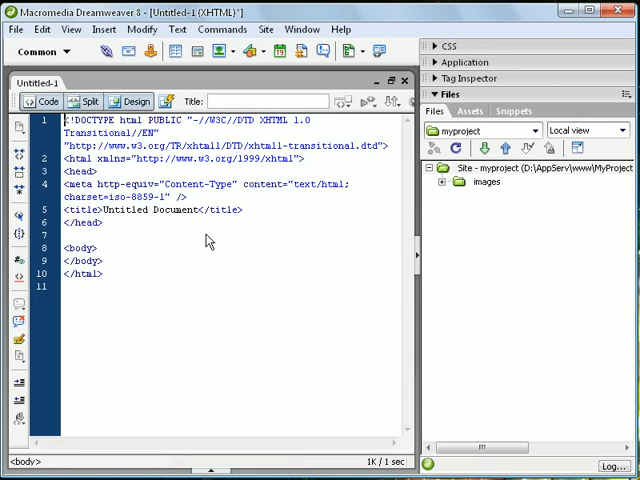 Macromedia Dreamweaver 8 - [Untitled-1 (XHTML)]
File Edit View Insert Modify Text Commands Site Window Help
Common
CSS
Application
Tag Inspector
Files
Files Assets Snippets
myproject Local view
Site - myproject (D:\AppServ\www\MyProject
images
Log...
Untitled-1
Code Split Design Title:
1 <!DOCTYPE html PUBLIC "-//W3C//DTD XHTML 1.0
Transitional//EN"
"http://www.w3.org/TR/xhtml1/DTD/xhtml1-transitional.dtd">
2 <html xmlns="http://www.w3.org/1999/xhtml">
3 <head>
4 <meta http-equiv="Content-Type" content="text/html;
charset=iso-8859-1" />
5 <title>Untitled Document</title>
6 </head>
7
8 <body>
9 </body>
10 </html>
11
<body> 1K / 1 sec